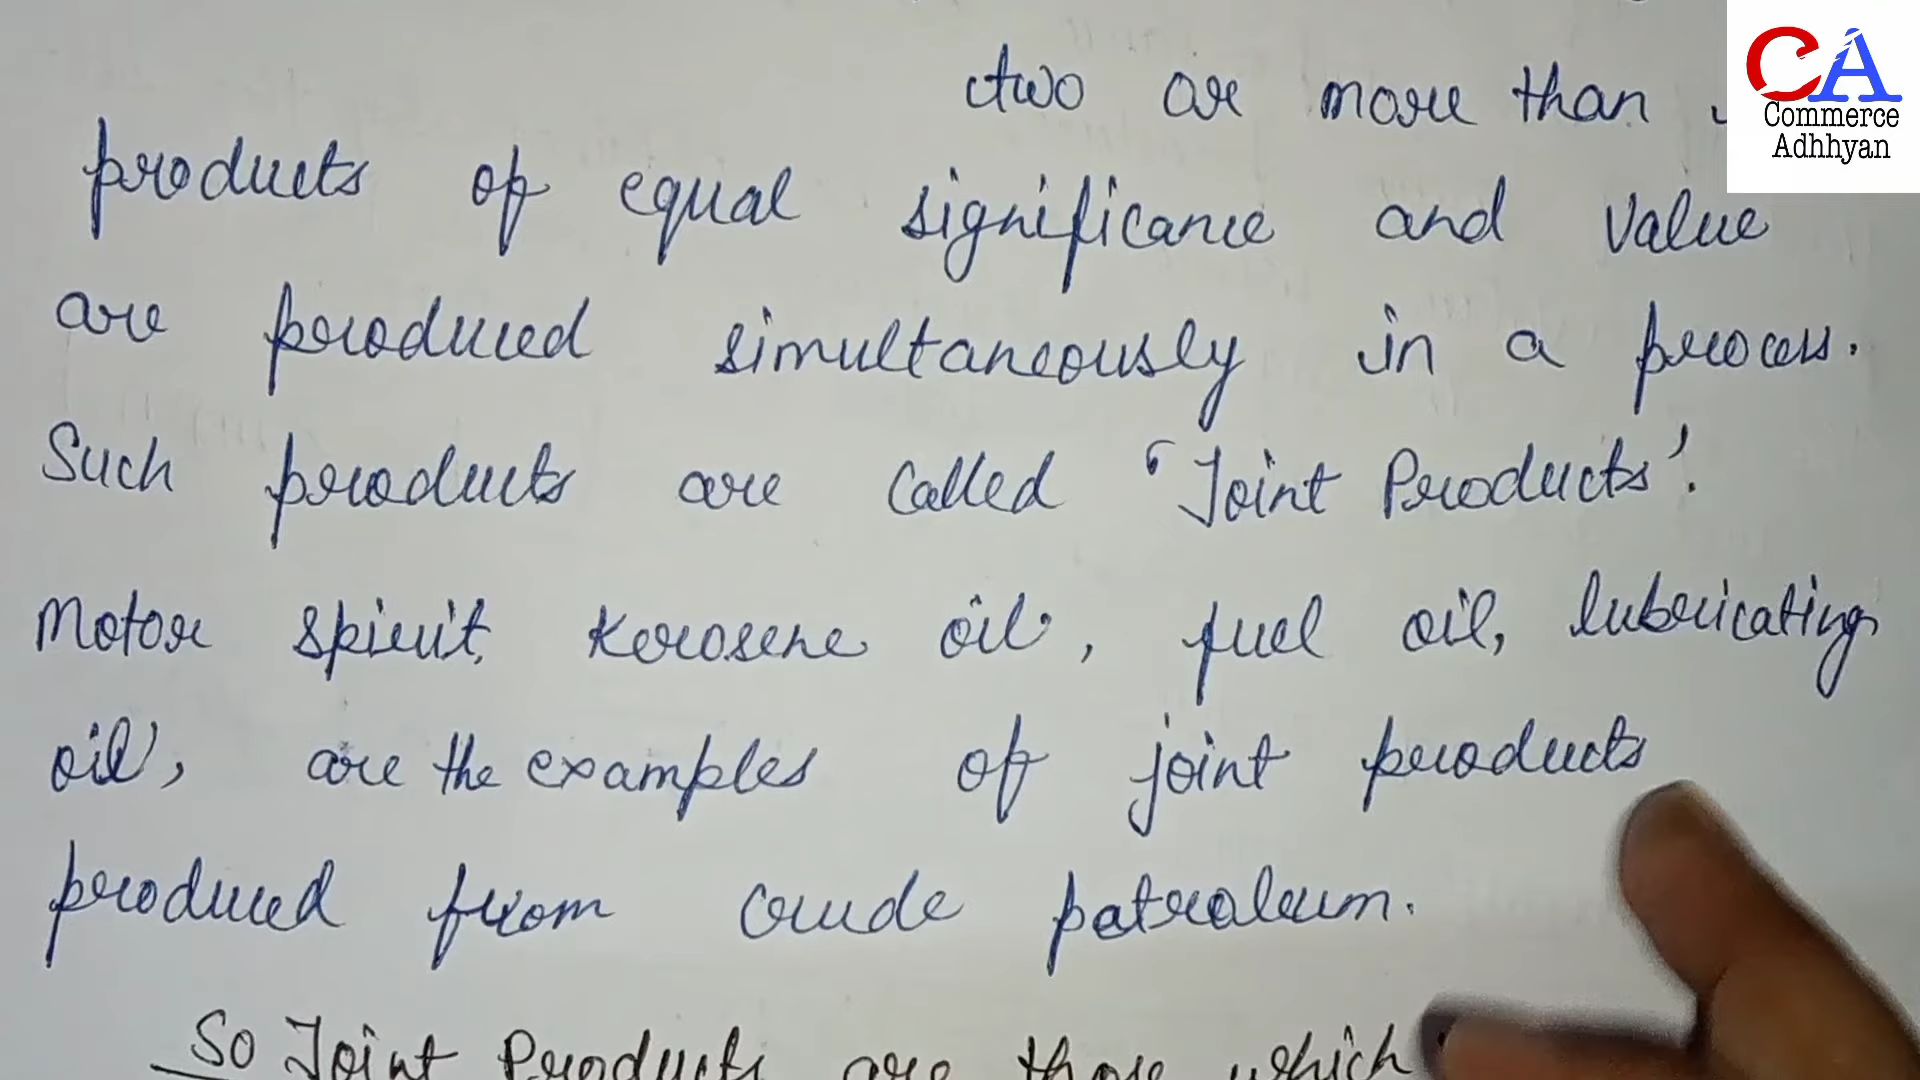 two are more than
products of equal significance and value
are produced simultaneously in a process.
Such products are called 'Joint Products'.
Motor spirit, Kerosene oil, fuel oil, lubricating
oil, are the examples of joint products
produced from crude patroleum.
So Joint Products are those which
CA
Commerce
Adhhyan